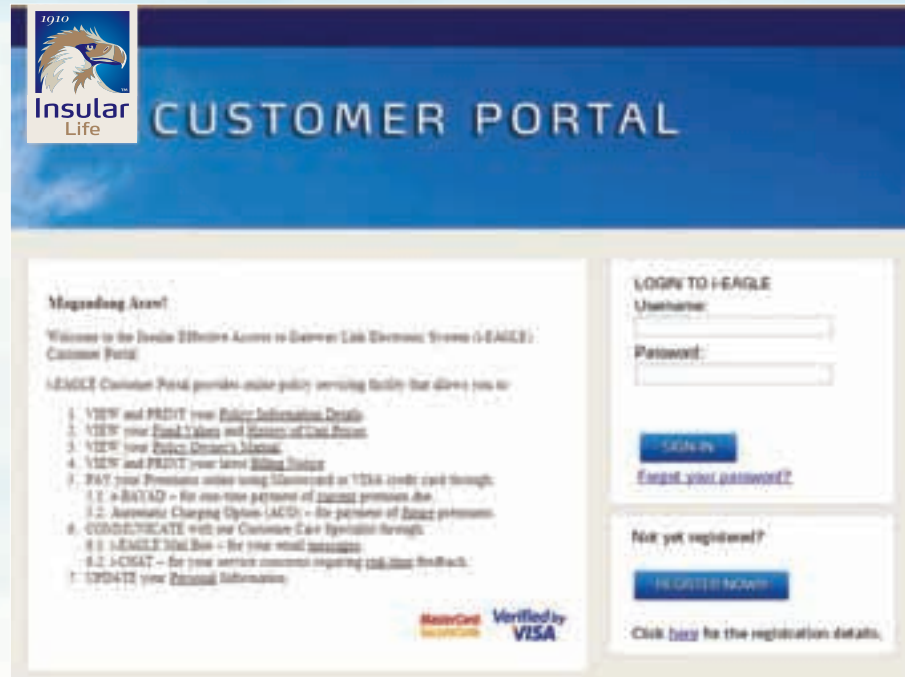 1910
Insular
Life
CUSTOMER PORTAL
Magandang Araw!
Welcome to the Insular Effective Access to Gateway Link Electronic System (i-EAGLE)
Customer Portal
i-EAGLE Customer Portal provides online policy servicing facility that allows you to:
1. VIEW and PRINT your Policy Information Details
2. VIEW your Fund Values and History of Unit Prices
3. VIEW your Policy Owner's Manual
4. VIEW and PRINT your latest Billing Notice
5. PAY your Premiums online using Mastercard or VISA credit card through:
5.1. e-BAYAD – for one-time payment of current premium due.
5.2. Automatic Charging Option (ACO) – for payment of future premiums.
6. COMMUNICATE with our Customer Care Specialist through:
6.1. i-EAGLE Mail Box – for your email messages.
6.2. i-CHAT – for your service concerns requiring real-time feedback.
7. UPDATE your Personal Information.
MasterCard
SecureCode
Verified by
VISA
LOGIN TO i-EAGLE
Username:
Password:
SIGN IN
Forgot your password?
Not yet registered?
REGISTER NOW!!
Click here for the registration details.